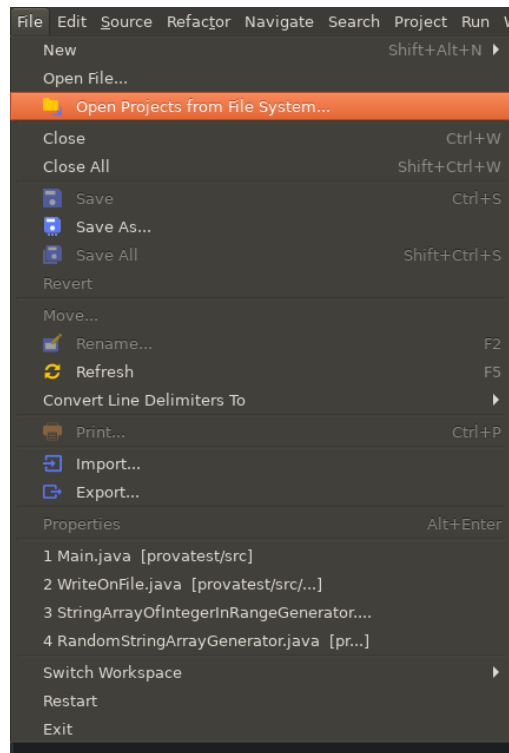 File Edit Source Refactor Navigate Search Project Run
New Shift+Alt+N
Open File...
Open Projects from File System...
Close Ctrl+W
Close All Shift+Ctrl+W
Save Ctrl+S
Save As...
Save All Shift+Ctrl+S
Revert
Move...
Rename... F2
Refresh F5
Convert Line Delimiters To
Print... Ctrl+P
Import...
Export...
Properties Alt+Enter
1 Main.java [provatest/src]
2 WriteOnFile.java [provatest/src/...]
3 StringArrayOfIntegerInRangeGenerator....
4 RandomStringArrayGenerator.java [pr...]
Switch Workspace
Restart
Exit